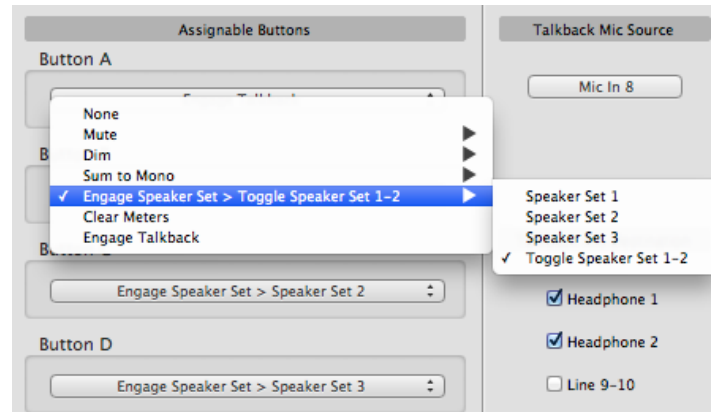 Assignable Buttons
Talkback Mic Source
Button A
Mic In 8
None
Mute
Dim
Sum to Mono
✓ Engage Speaker Set > Toggle Speaker Set 1-2
Clear Meters
Engage Talkback
Speaker Set 1
Speaker Set 2
Speaker Set 3
✓ Toggle Speaker Set 1-2
Engage Speaker Set > Speaker Set 2
Headphone 1
Headphone 2
Button D
Engage Speaker Set > Speaker Set 3
Line 9-10